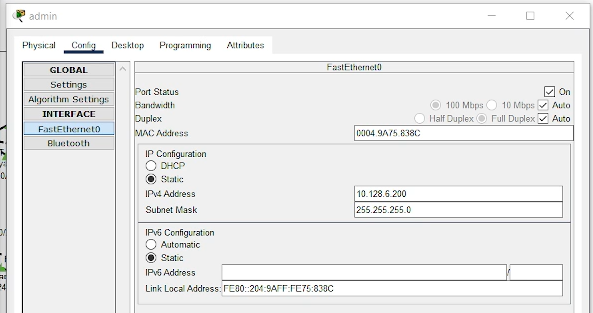 admin
Physical Config Desktop Programming Attributes
GLOBAL
Settings
Algorithm Settings
INTERFACE
FastEthernet0
Bluetooth
FastEthernet0
Port Status On
Bandwidth 100 Mbps 10 Mbps Auto
Duplex Half Duplex Full Duplex Auto
MAC Address 0004.9A75.838C
IP Configuration
DHCP
Static
IPv4 Address 10.128.6.200
Subnet Mask 255.255.255.0
IPv6 Configuration
Automatic
Static
IPv6 Address /
Link Local Address: FE80::204:9AFF:FE75:838C